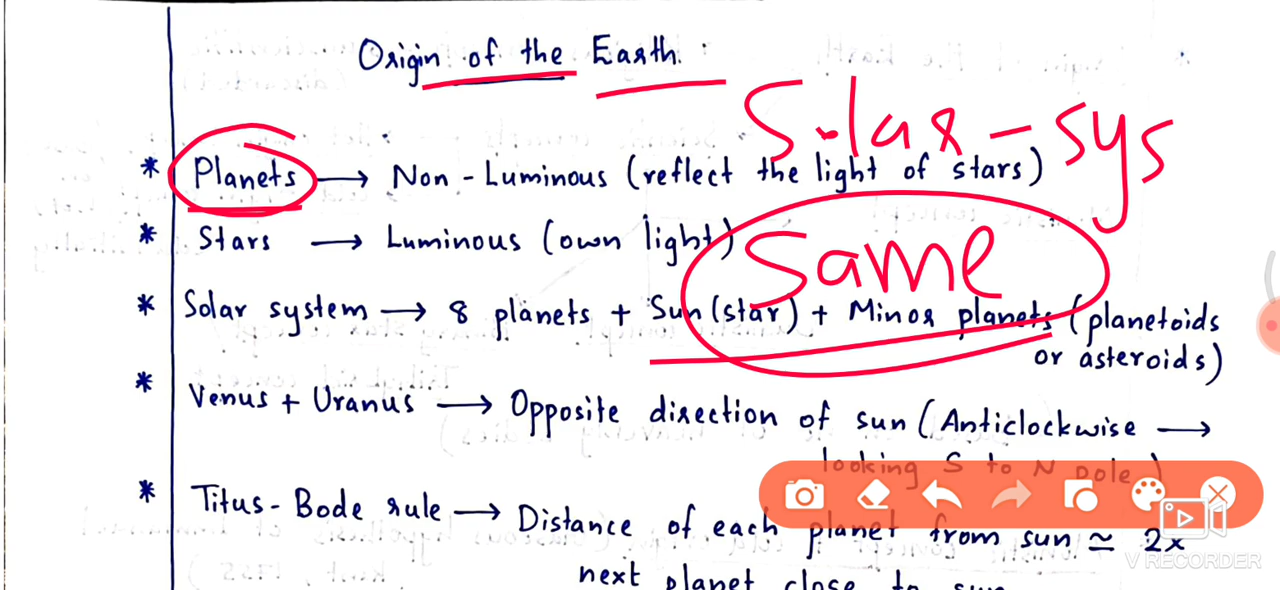 Origin of the Earth :
Solar - sys
* Planets → Non - Luminous (reflect the light of stars)
* Stars → Luminous (own light)
Same
* Solar system → 8 planets + Sun (star) + Minor planets (planetoids
or asteroids)
* Venus + Uranus → Opposite direction of sun (Anticlockwise →
looking S to N pole)
* Titus - Bode rule → Distance of each planet from sun ≃ 2x
next planet close to sun
V RECORDER